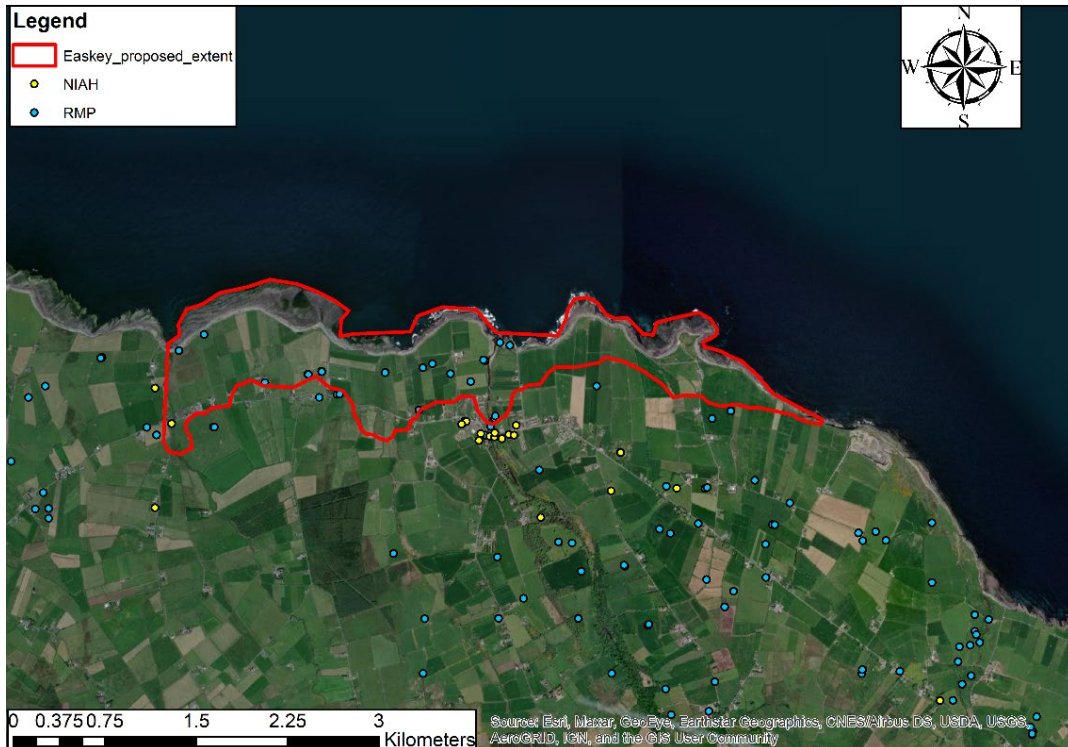 Legend
Easkey_proposed_extent
NIAH
RMP
N
W E
S
0 0.375 0.75 1.5 2.25 3
Kilometers
Source: Esri, Maxar, GeoEye, Earthstar Geographics, CNES/Airbus DS, USDA, USGS,
AeroGRID, IGN, and the GIS User Community